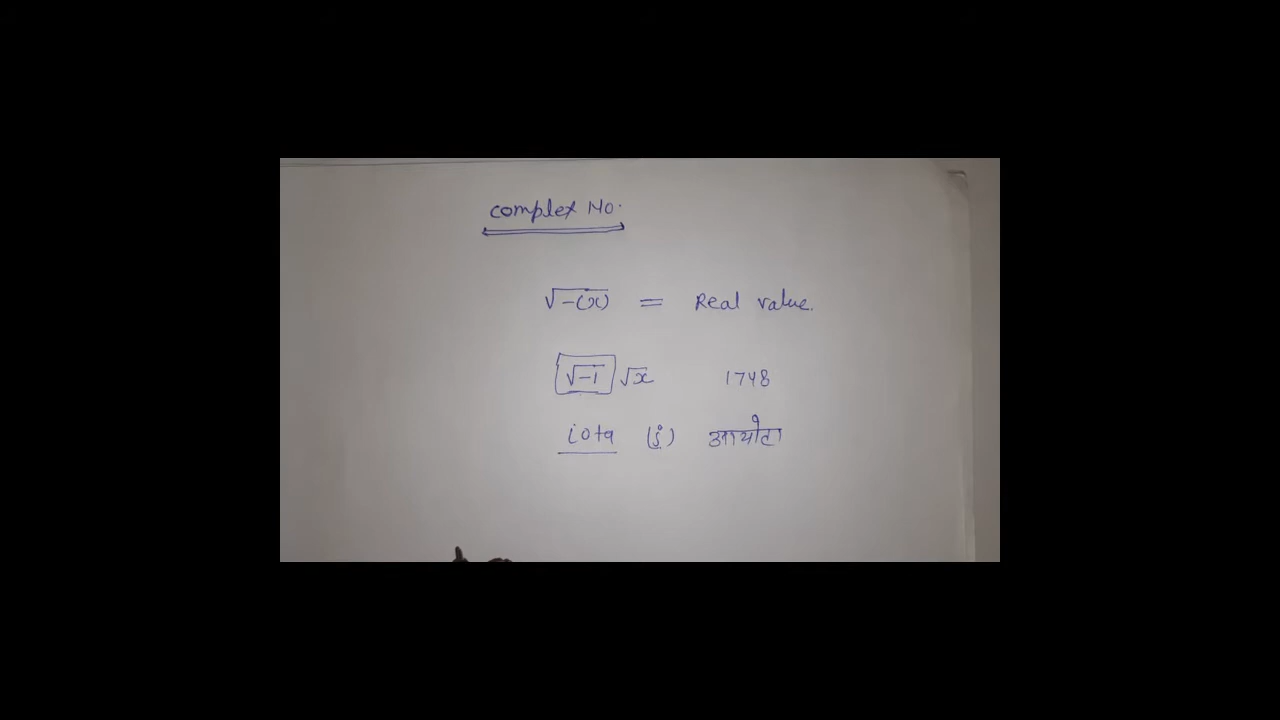 complex No.
√-(x) = Real value.
√-1 √x 1748
iota (i) आयोटा